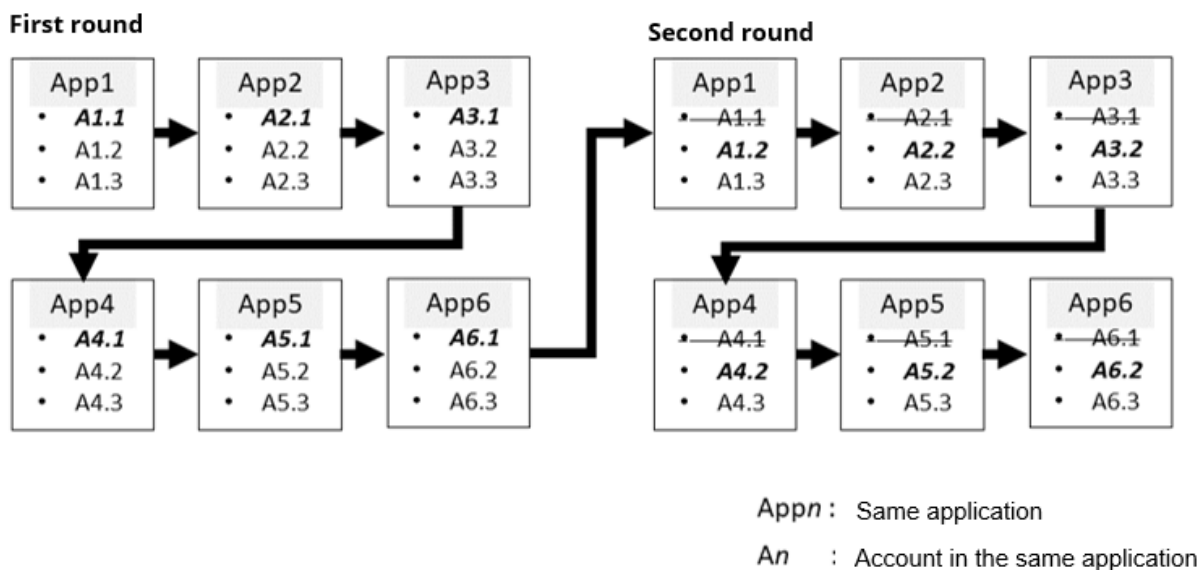 First round
App1
• A1.1
• A1.2
• A1.3
App2
• A2.1
• A2.2
• A2.3
App3
• A3.1
• A3.2
• A3.3
App4
• A4.1
• A4.2
• A4.3
App5
• A5.1
• A5.2
• A5.3
App6
• A6.1
• A6.2
• A6.3
Second round
App1
• A1.1
• A1.2
• A1.3
App2
• A2.1
• A2.2
• A2.3
App3
• A3.1
• A3.2
• A3.3
App4
• A4.1
• A4.2
• A4.3
App5
• A5.1
• A5.2
• A5.3
App6
• A6.1
• A6.2
• A6.3
Appn : Same application
An : Account in the same application